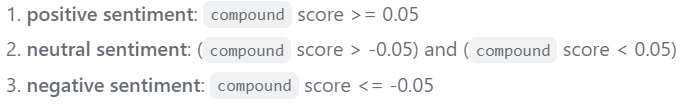 1. positive sentiment: compound score >= 0.05
2. neutral sentiment: (compound score > -0.05) and (compound score < 0.05)
3. negative sentiment: compound score <= -0.05